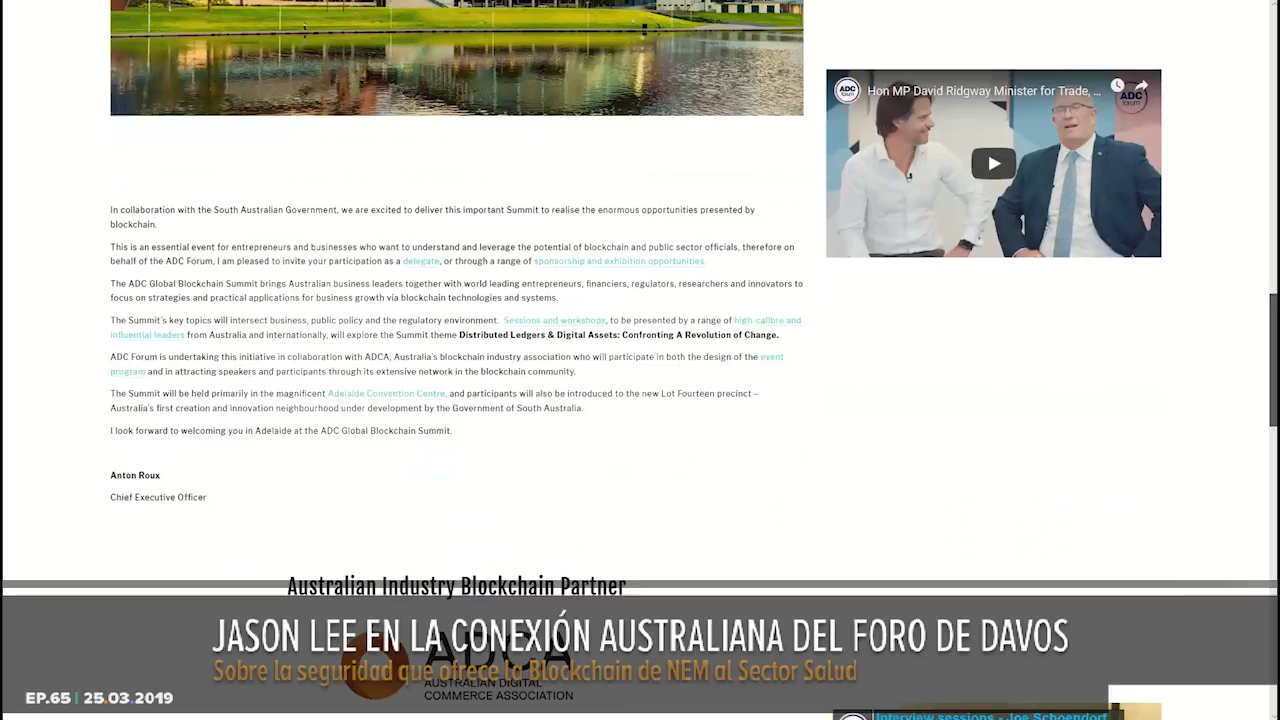 ADC forum
Hon MP David Ridgway Minister for Trade, ...
ADC forum
In collaboration with the South Australian Government, we are excited to deliver this important Summit to realise the enormous opportunities presented by
blockchain.
This is an essential event for entrepreneurs and businesses who want to understand and leverage the potential of blockchain and public sector officials, therefore on
behalf of the ADC Forum, I am pleased to invite your participation as a delegate, or through a range of sponsorship and exhibition opportunities.
The ADC Global Blockchain Summit brings Australian business leaders together with world leading entrepreneurs, financiers, regulators, researchers and innovators to
focus on strategies and practical applications for business growth via blockchain technologies and systems.
The Summit's key topics will intersect business, public policy and the regulatory environment. Sessions and workshops, to be presented by a range of high-calibre and
influential leaders from Australia and internationally, will explore the Summit theme Distributed Ledgers & Digital Assets: Confronting A Revolution of Change.
ADC Forum is undertaking this initiative in collaboration with ADCA, Australia's blockchain industry association who will participate in both the design of the event
program and in attracting speakers and participants through its extensive network in the blockchain community.
The Summit will be held primarily in the magnificent Adelaide Convention Centre, and participants will also be introduced to the new Lot Fourteen precinct –
Australia's first creation and innovation neighbourhood under development by the Government of South Australia.
I look forward to welcoming you in Adelaide at the ADC Global Blockchain Summit.
Anton Roux
Chief Executive Officer
Australian Industry Blockchain Partner
JASON LEE EN LA CONEXIÓN AUSTRALIANA DEL FORO DE DAVOS
ADCA
Sobre la seguridad que ofrece la Blockchain de NEM al Sector Salud
AUSTRALIAN DIGITAL
COMMERCE ASSOCIATION
EP.65 | 25.03.2019
Interview sessions - Joe Schoendorf